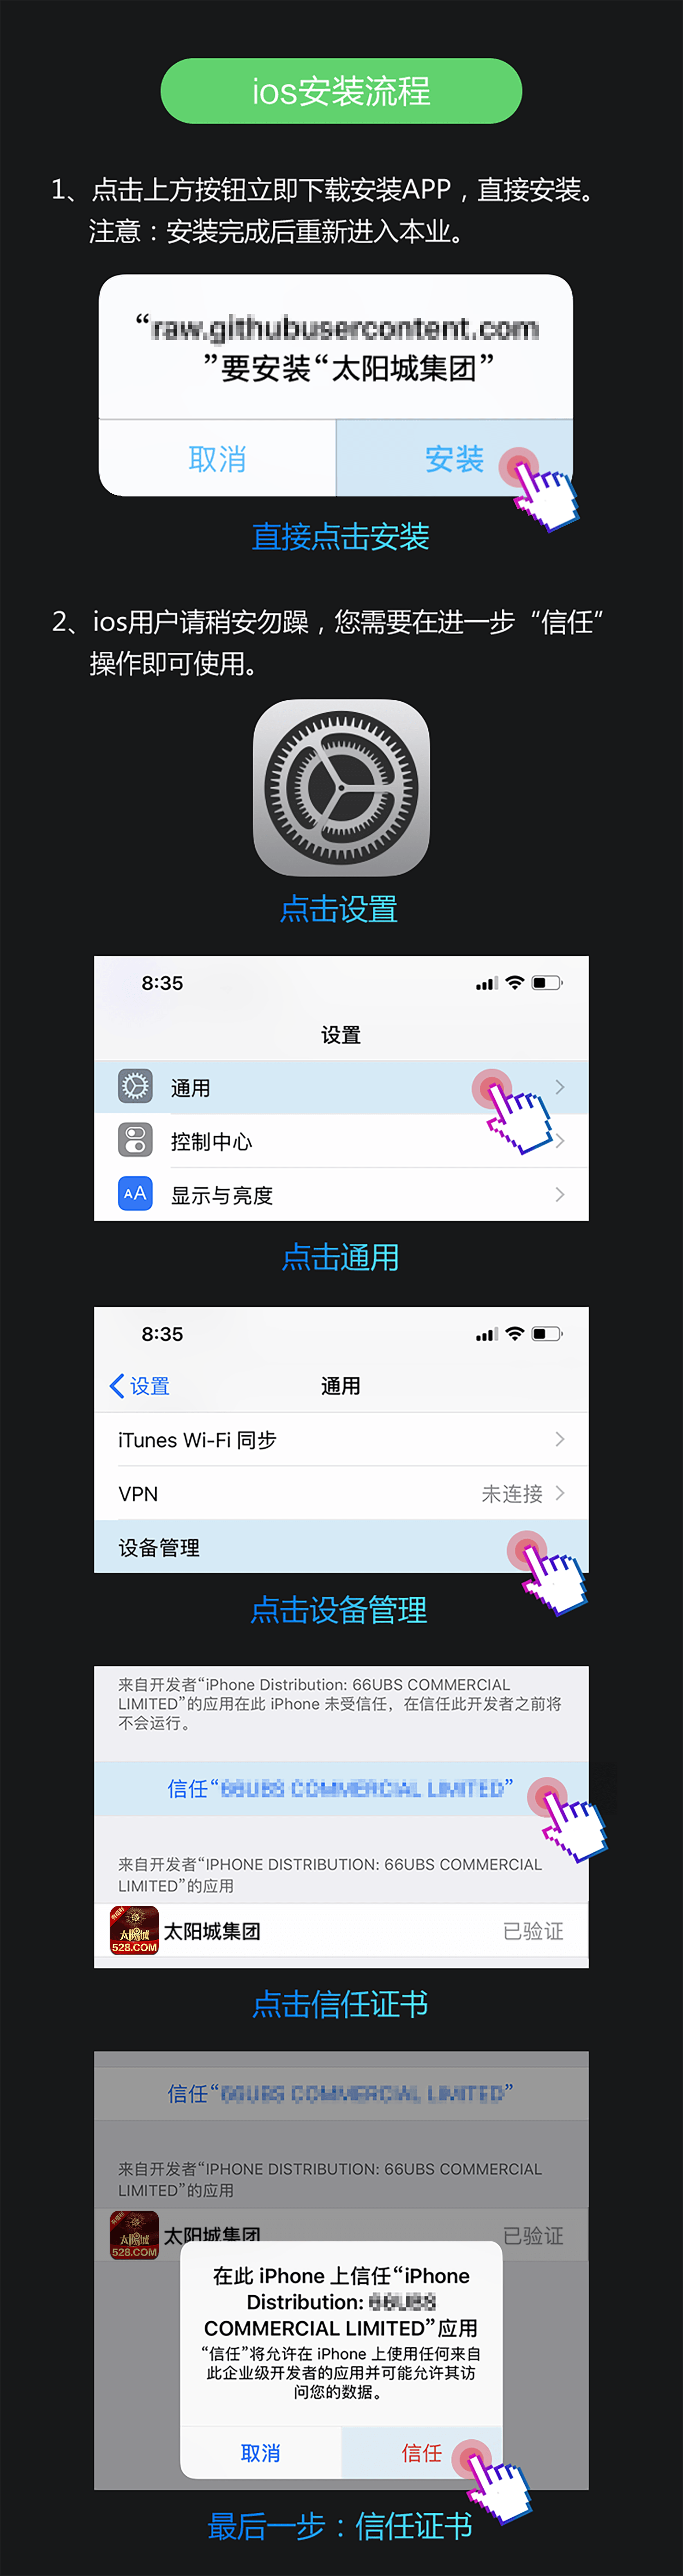 ios安装流程
1、点击上方按钮立即下载安装APP，直接安装。
注意：安装完成后重新进入本业。
“raw.githubusercontent.com
”要安装“太阳城集团”
取消
安装
直接点击安装
2、ios用户请稍安勿躁，您需要在进一步“信任”
操作即可使用。
点击设置
8:35
设置
通用
控制中心
AA
显示与亮度
点击通用
8:35
设置
通用
iTunes Wi-Fi 同步
VPN
未连接
设备管理
点击设备管理
来自开发者“iPhone Distribution: 66UBS COMMERCIAL
LIMITED”的应用在此 iPhone 未受信任，在信任此开发者之前将
不会运行。
信任“66UBS COMMERCIAL LIMITED”
来自开发者“IPHONE DISTRIBUTION: 66UBS COMMERCIAL
LIMITED”的应用
太阳城
528.COM
太阳城集团
已验证
点击信任证书
信任“66UBS COMMERCIAL LIMITED”
来自开发者“IPHONE DISTRIBUTION: 66UBS COMMERCIAL
LIMITED”的应用
太阳城
528.COM
太阳城集团
已验证
在此 iPhone 上信任“iPhone
Distribution: 66UBS
COMMERCIAL LIMITED”应用
“信任”将允许在 iPhone 上使用任何来自
此企业级开发者的应用并可能允许其访
问您的数据。
取消
信任
最后一步：信任证书